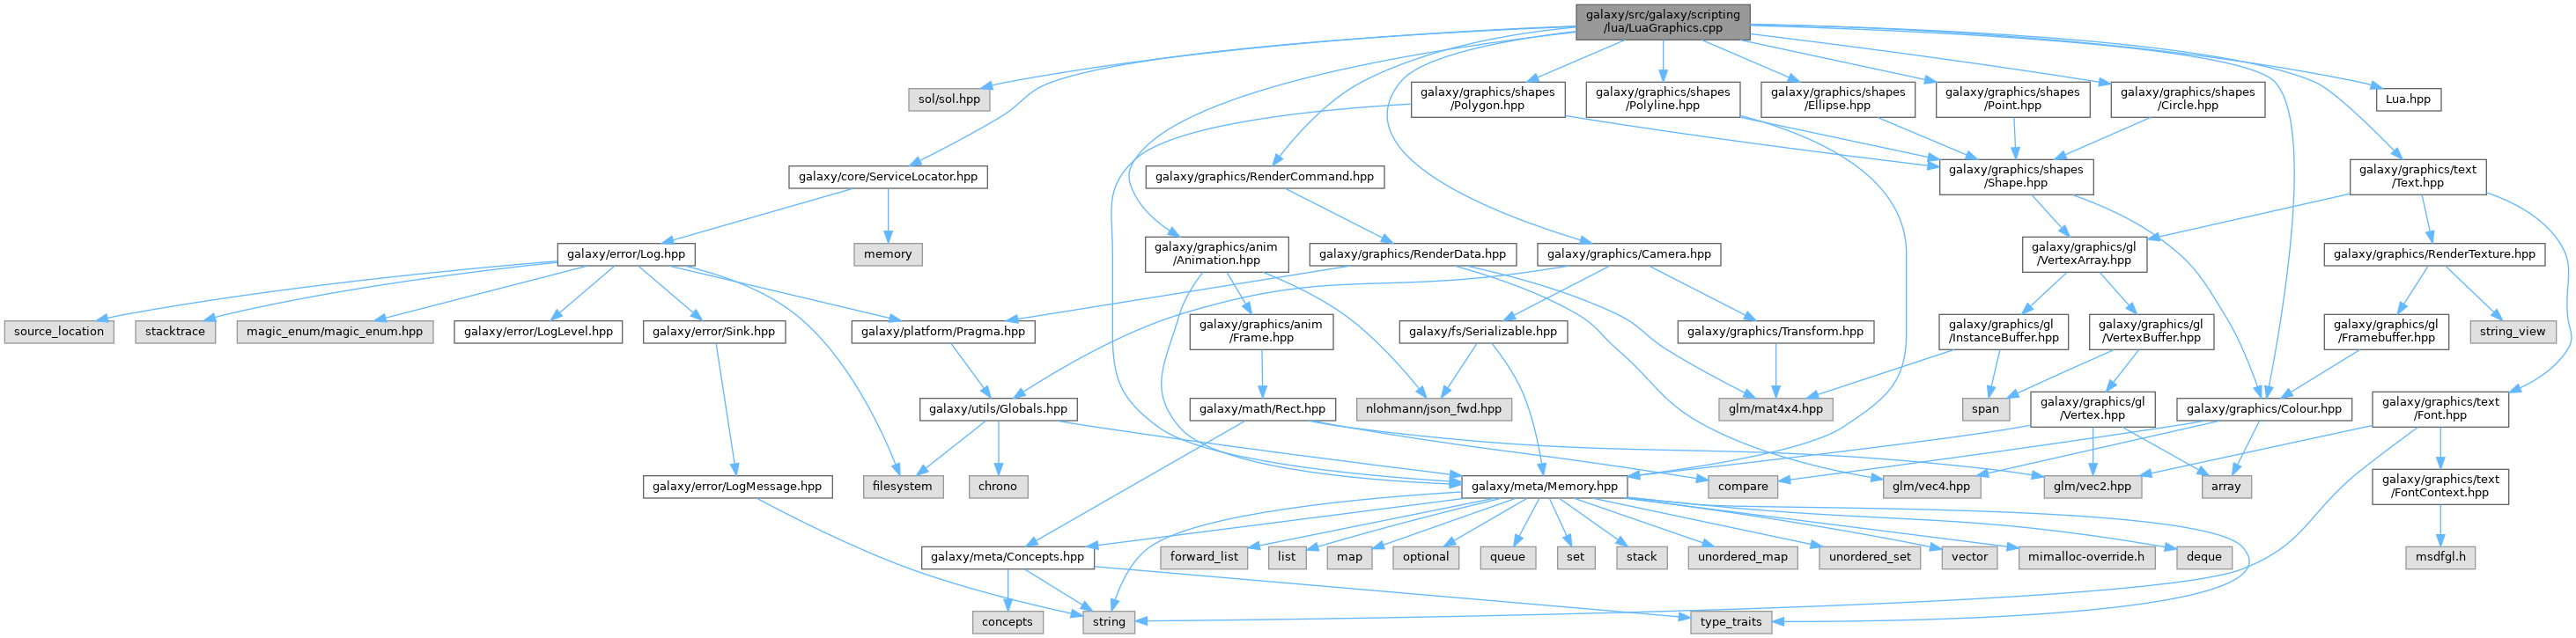 galaxy/src/galaxy/scripting
/lua/LuaGraphics.cpp
sol/sol.hpp
galaxy/graphics/shapes
/Polygon.hpp
galaxy/graphics/shapes
/Polyline.hpp
galaxy/graphics/shapes
/Ellipse.hpp
galaxy/graphics/shapes
/Point.hpp
galaxy/graphics/shapes
/Circle.hpp
Lua.hpp
galaxy/core/ServiceLocator.hpp
galaxy/graphics/RenderCommand.hpp
galaxy/graphics/shapes
/Shape.hpp
galaxy/graphics/text
/Text.hpp
galaxy/error/Log.hpp
memory
galaxy/graphics/anim
/Animation.hpp
galaxy/graphics/RenderData.hpp
galaxy/graphics/Camera.hpp
galaxy/graphics/gl
/VertexArray.hpp
galaxy/graphics/RenderTexture.hpp
source_location
stacktrace
magic_enum/magic_enum.hpp
galaxy/error/LogLevel.hpp
galaxy/error/Sink.hpp
galaxy/platform/Pragma.hpp
galaxy/graphics/anim
/Frame.hpp
galaxy/fs/Serializable.hpp
galaxy/graphics/Transform.hpp
galaxy/graphics/gl
/InstanceBuffer.hpp
galaxy/graphics/gl
/VertexBuffer.hpp
galaxy/graphics/gl
/Framebuffer.hpp
string_view
galaxy/utils/Globals.hpp
galaxy/math/Rect.hpp
nlohmann/json_fwd.hpp
glm/mat4x4.hpp
span
galaxy/graphics/gl
/Vertex.hpp
galaxy/graphics/Colour.hpp
galaxy/graphics/text
/Font.hpp
galaxy/error/LogMessage.hpp
filesystem
chrono
galaxy/meta/Memory.hpp
compare
glm/vec4.hpp
glm/vec2.hpp
array
galaxy/graphics/text
/FontContext.hpp
galaxy/meta/Concepts.hpp
forward_list
list
map
optional
queue
set
stack
unordered_map
unordered_set
vector
mimalloc-override.h
deque
msdfgl.h
concepts
string
type_traits